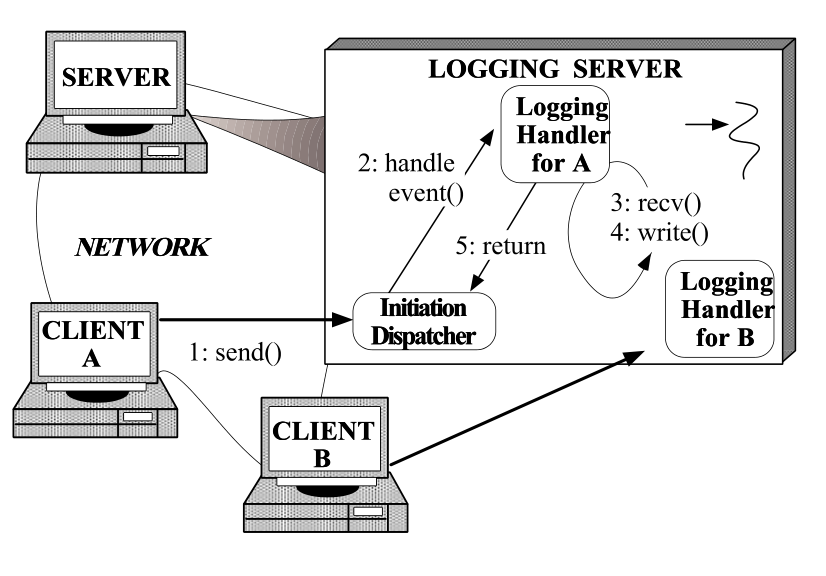 SERVER
LOGGING SERVER
Logging
Handler
for A
2: handle
event()
3: recv()
4: write()
5: return
NETWORK
Logging
Handler
for B
Initiation
Dispatcher
CLIENT
A
1: send()
CLIENT
B